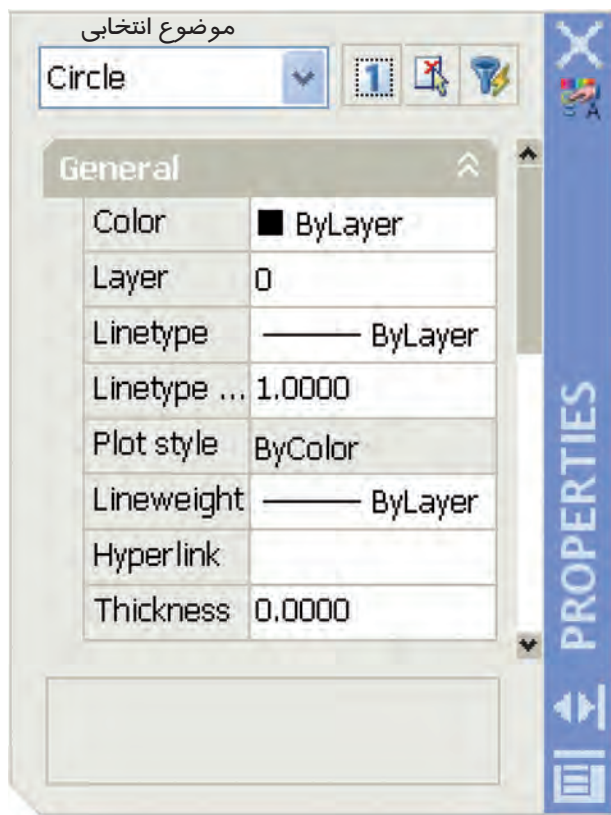 موضوع انتخابی
Circle
1
General
Color ByLayer
Layer 0
Linetype ByLayer
Linetype ... 1.0000
Plot style ByColor
Lineweight ByLayer
Hyperlink
Thickness 0.0000
PROPERTIES